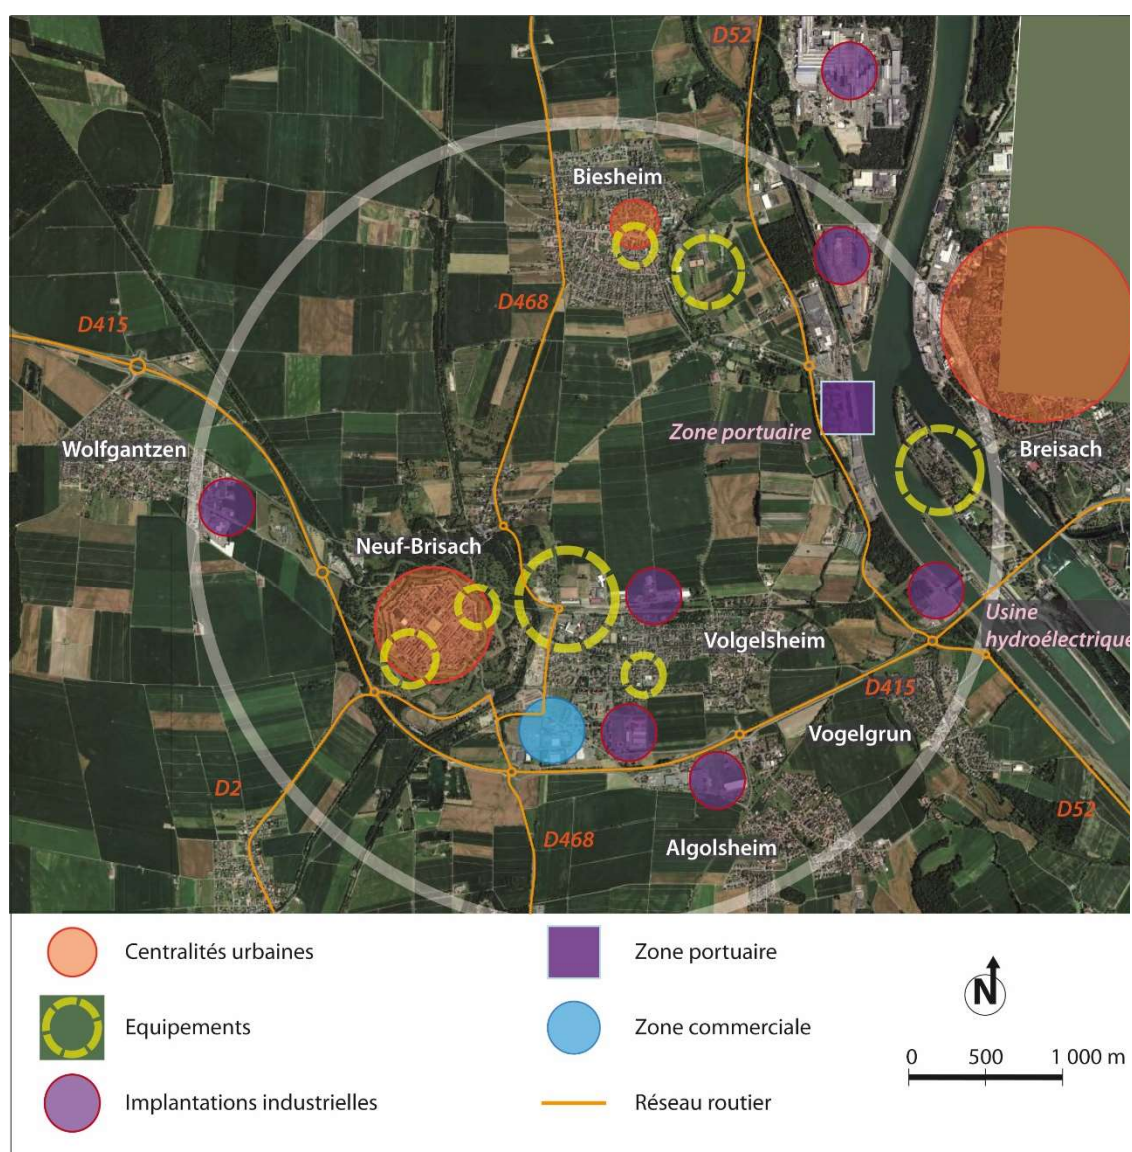 D52
Biesheim
D468
D415
Zone portuaire
Breisach
Wolfgantzen
Neuf-Brisach
Usine
hydroélectrique
Volgelsheim
D415
Vogelgrun
D2
D52
D468
Algolsheim
Centralités urbaines
Zone portuaire
Equipements
Zone commerciale
N
0 500 1 000 m
Implantations industrielles
Réseau routier